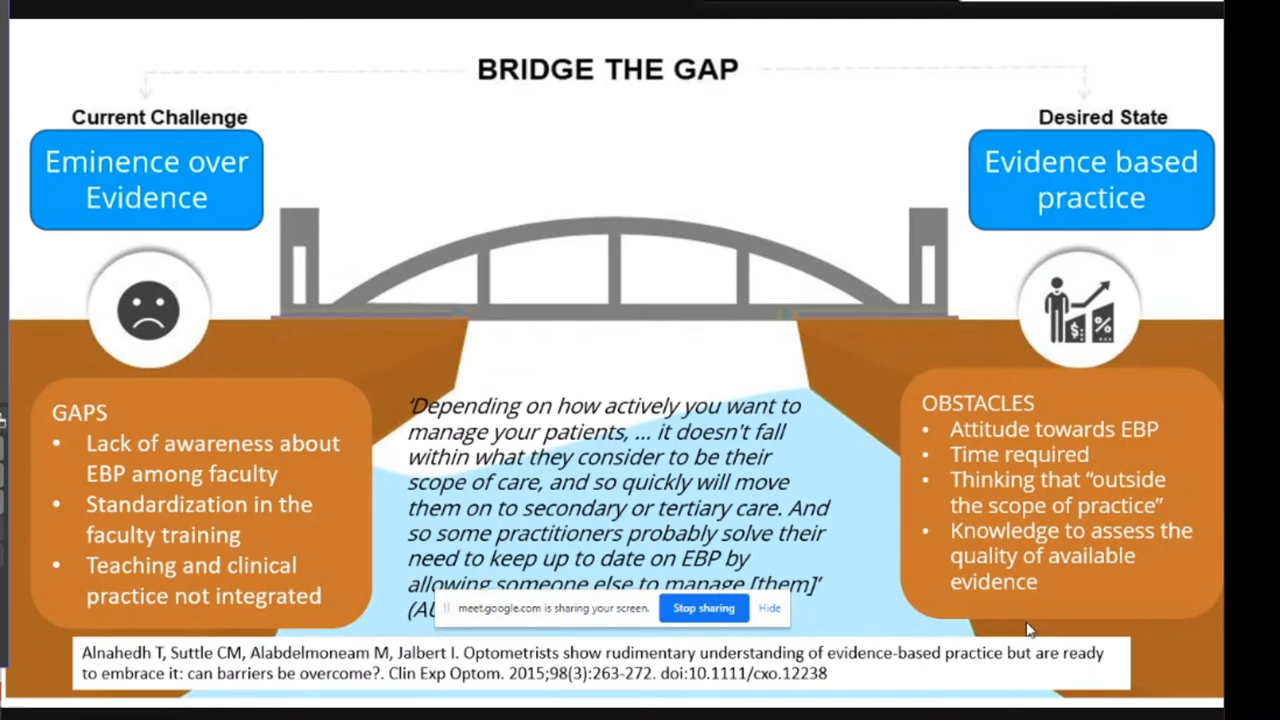 BRIDGE THE GAP
Current Challenge
Eminence over
Evidence
Desired State
Evidence based
practice
GAPS
• Lack of awareness about
EBP among faculty
• Standardization in the
faculty training
• Teaching and clinical
practice not integrated
‘Depending on how actively you want to
manage your patients, ... it doesn't fall
within what they consider to be their
scope of care, and so quickly will move
them on to secondary or tertiary care. And
so some practitioners probably solve their
need to keep up to date on EBP by
allowing someone else to manage [them]’
(AU
meet.google.com is sharing your screen.
Stop sharing
Hide
OBSTACLES
• Attitude towards EBP
• Time required
• Thinking that “outside
the scope of practice”
• Knowledge to assess the
quality of available
evidence
$
%
Alnahedh T, Suttle CM, Alabdelmoneam M, Jalbert I. Optometrists show rudimentary understanding of evidence-based practice but are ready
to embrace it: can barriers be overcome?. Clin Exp Optom. 2015;98(3):263-272. doi:10.1111/cxo.12238